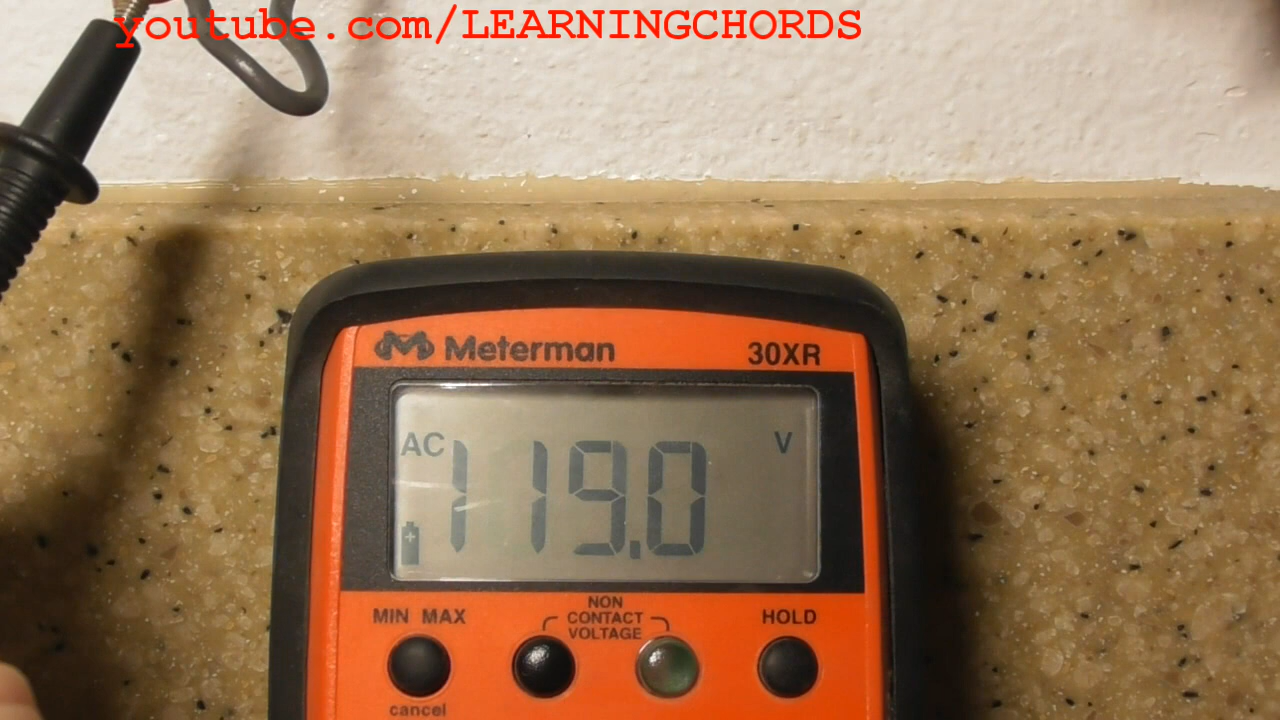 youtube.com/LEARNINGCHORDS
Meterman 30XR
AC 119.0 V
MIN MAX
NON
CONTACT
VOLTAGE
HOLD
cancel